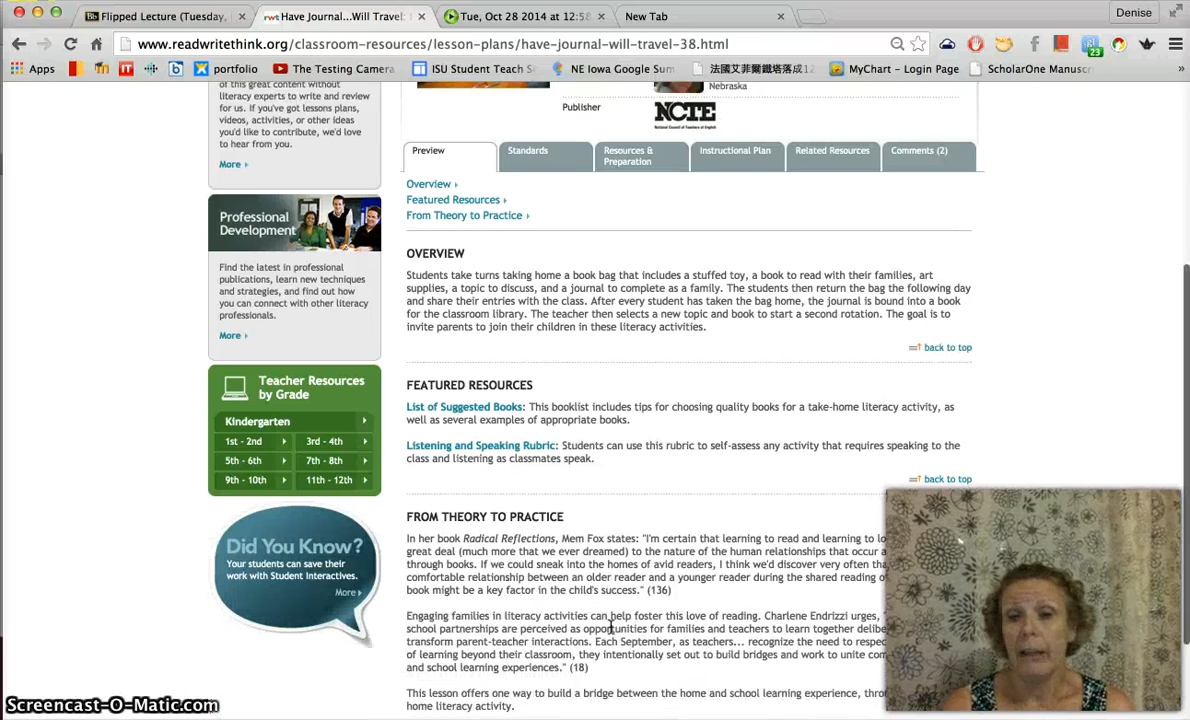 Flipped Lecture (Tuesday,
Have Journal...Will Travel:
Tue, Oct 28 2014 at 12:58
New Tab
Denise
www.readwritethink.org/classroom-resources/lesson-plans/have-journal-will-travel-38.html
23
Apps
portfolio
The Testing Camera
ISU Student Teach S
NE Iowa Google Sum
法國艾菲爾鐵塔落成12
MyChart - Login Page
ScholarOne Manuscr
of this great content without
literacy experts to write and review
for us. If you've got lessons plans,
videos, activities, or other ideas
you'd like to contribute, we'd love
to hear from you.
More
Professional
Development
Find the latest in professional
publications, learn new techniques
and strategies, and find out how
you can connect with other literacy
professionals.
More
Teacher Resources
by Grade
Kindergarten
1st - 2nd
3rd - 4th
5th - 6th
7th - 8th
9th - 10th
11th - 12th
Did You Know?
Your students can save their
work with Student Interactives.
More
Nebraska
Publisher
NCTE
National Council of Teachers of English
Preview
Standards
Resources &
Preparation
Instructional Plan
Related Resources
Comments (2)
Overview
Featured Resources
From Theory to Practice
OVERVIEW
Students take turns taking home a book bag that includes a stuffed toy, a book to read with their families, art
supplies, a topic to discuss, and a journal to complete as a family. The students then return the bag the following day
and share their entries with the class. After every student has taken the bag home, the journal is bound into a book
for the classroom library. The teacher then selects a new topic and book to start a second rotation. The goal is to
invite parents to join their children in these literacy activities.
back to top
FEATURED RESOURCES
List of Suggested Books: This booklist includes tips for choosing quality books for a take-home literacy activity, as
well as several examples of appropriate books.
Listening and Speaking Rubric: Students can use this rubric to self-assess any activity that requires speaking to the
class and listening as classmates speak.
back to top
FROM THEORY TO PRACTICE
In her book Radical Reflections, Mem Fox states: "I'm certain that learning to read and learning to lo
great deal (much more that we ever dreamed) to the nature of the human relationships that occur a
through books. If we could sneak into the homes of avid readers, I think we'd discover very often tha
comfortable relationship between an older reader and a younger reader during the shared reading of
book might be a key factor in the child's success." (136)
Engaging families in literacy activities can help foster this love of reading. Charlene Endrizzi urges, "
school partnerships are perceived as opportunities for families and teachers to learn together delibe
transform parent-teacher interactions. Each September, as teachers... recognize the need to respec
of learning beyond their classroom, they intentionally set out to build bridges and work to unite com
and school learning experiences." (18)
This lesson offers one way to build a bridge between the home and school learning experience, thro
home literacy activity.
Screencast-O-Matic.com